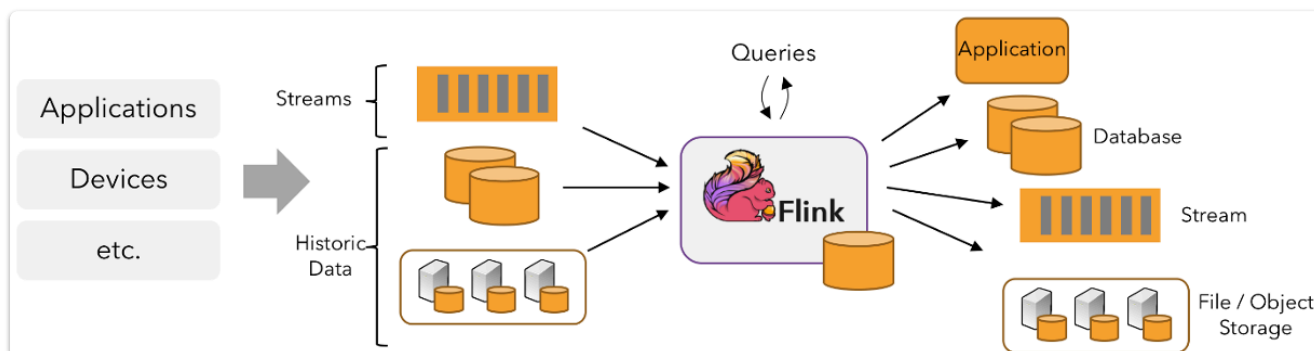 Applications
Devices
etc.
Streams
Historic
Data
Queries
Flink
Application
Database
Stream
File / Object
Storage